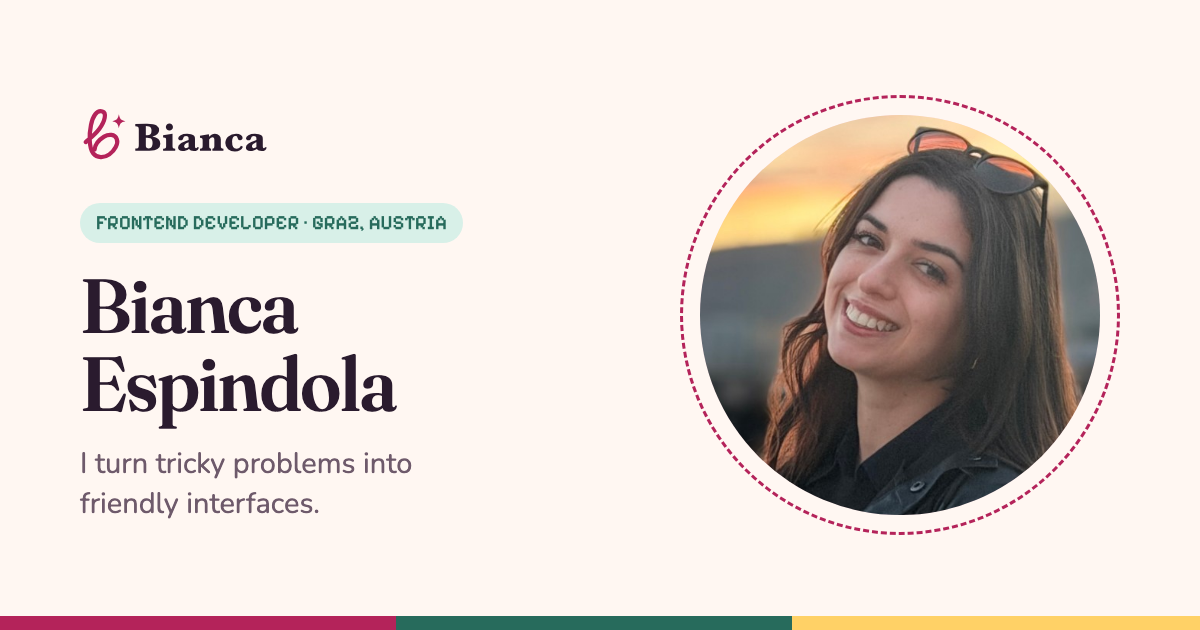 Bianca
FRONTEND DEVELOPER · GRAZ, AUSTRIA
Bianca
Espindola
I turn tricky problems into
friendly interfaces.